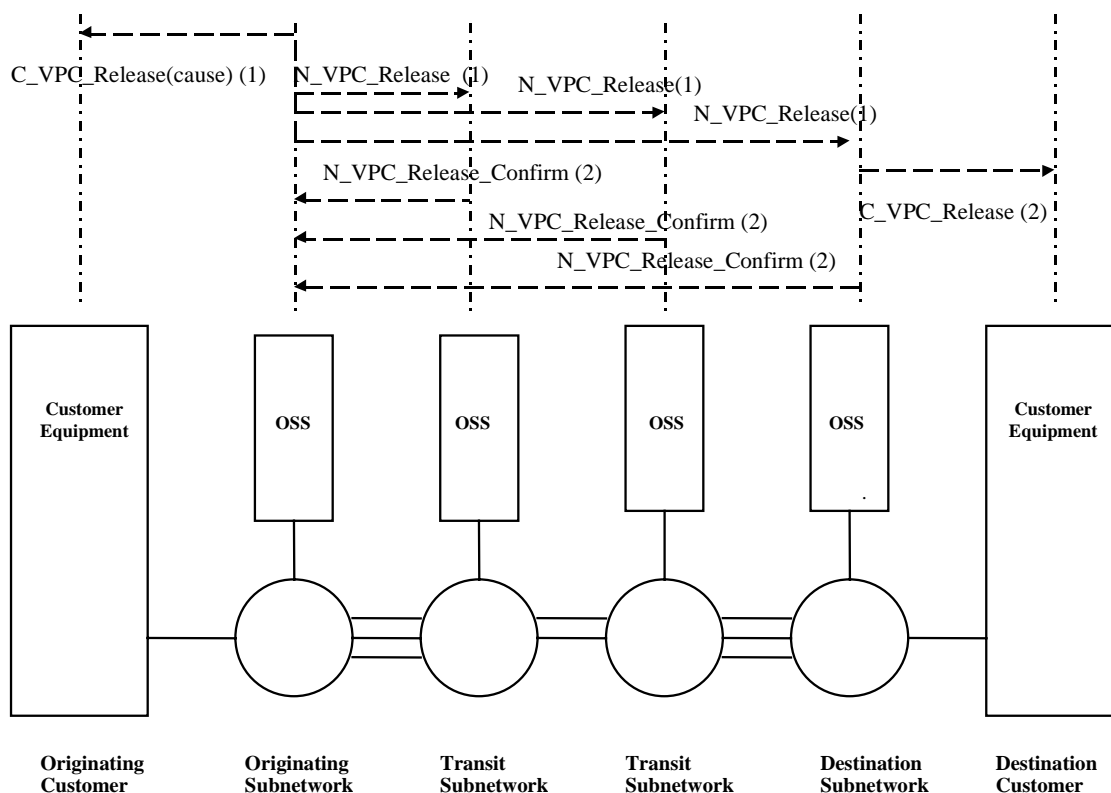 C_VPC_Release(cause) (1)
N_VPC_Release (1)
N_VPC_Release(1)
N_VPC_Release(1)
N_VPC_Release_Confirm (2)
C_VPC_Release (2)
N_VPC_Release_Confirm (2)
N_VPC_Release_Confirm (2)
Customer
Equipment
OSS
OSS
OSS
OSS
Customer
Equipment
Originating
Customer
Originating
Subnetwork
Transit
Subnetwork
Transit
Subnetwork
Destination
Subnetwork
Destination
Customer